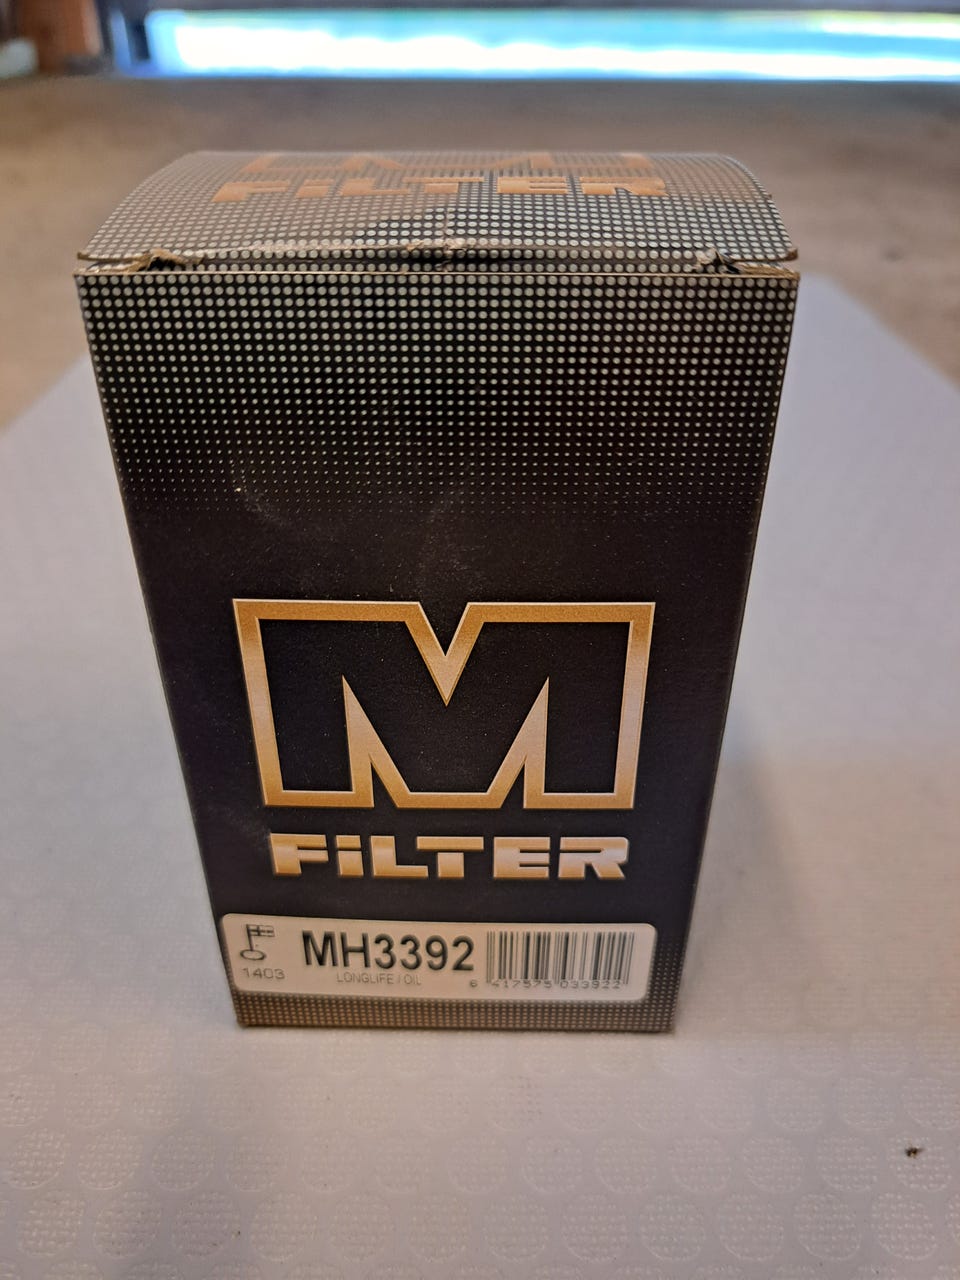 M
FiLTER
M
FiLTER
MH3392
LONGLIFE / OIL
1403
6 417575 033922